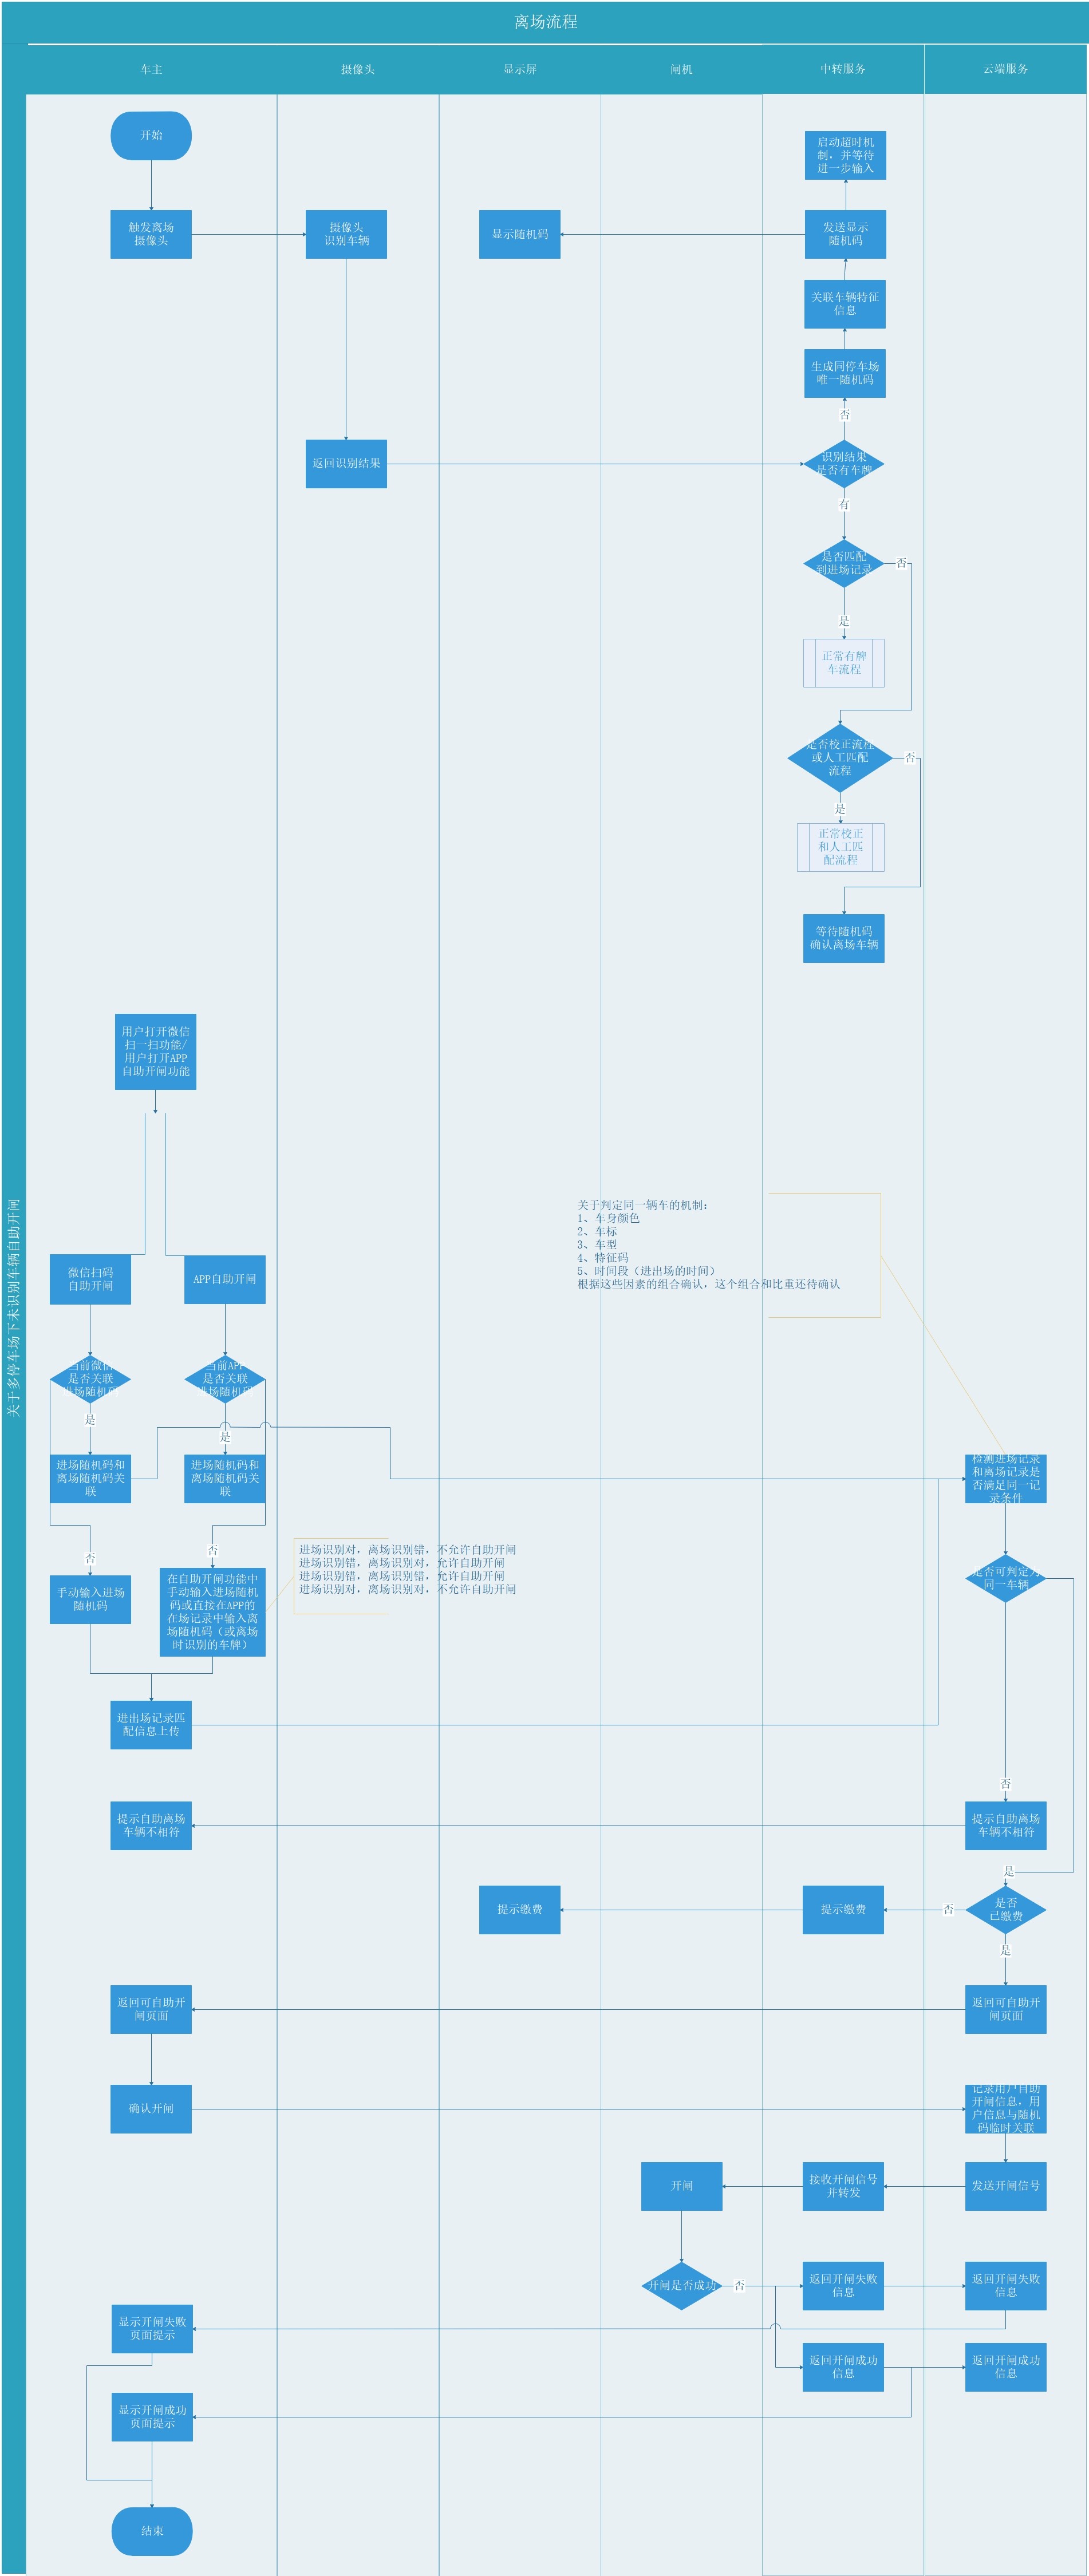 离场流程
车主
摄像头
显示屏
闸机
中转服务
云端服务
关于多停车场下未识别车辆自助开闸
开始
启动超时机
制，并等待
进一步输入
触发离场
摄像头
摄像头
识别车辆
显示随机码
发送显示
随机码
关联车辆特征
信息
生成同停车场
唯一随机码
否
返回识别结果
识别结果
是否有车牌
有
是否匹配
到进场记录
否
是
正常有牌
车流程
是否校正流程
或人工匹配
流程
否
是
正常校正
和人工匹
配流程
等待随机码
确认离场车辆
用户打开微信
扫一扫功能/
用户打开APP
自助开闸功能
关于判定同一辆车的机制：
1、车身颜色
2、车标
3、车型
4、特征码
5、时间段（进出场的时间）
根据这些因素的组合确认，这个组合和比重还待确认
微信扫码
自助开闸
APP自助开闸
当前微信
是否关联
进场随机码
当前APP
是否关联
进场随机码
是
是
进场随机码和
离场随机码关
联
进场随机码和
离场随机码关
联
检测进场记录
和离场记录是
否满足同一记
录条件
否
否
进场识别对，离场识别错，不允许自助开闸
进场识别错，离场识别对，允许自助开闸
进场识别错，离场识别错，允许自助开闸
进场识别对，离场识别对，不允许自助开闸
手动输入进场
随机码
在自助开闸功能中
手动输入进场随机
码或直接在APP的
在场记录中输入离
场随机码（或离场
时识别的车牌）
是否可判定为
同一车辆
进出场记录匹
配信息上传
否
提示自助离场
车辆不相符
提示自助离场
车辆不相符
是
提示缴费
提示缴费
否
是否
已缴费
是
返回可自助开
闸页面
返回可自助开
闸页面
确认开闸
记录用户自助
开闸信息，用
户信息与随机
码临时关联
开闸
接收开闸信号
并转发
发送开闸信号
开闸是否成功
否
返回开闸失败
信息
返回开闸失败
信息
显示开闸失败
页面提示
返回开闸成功
信息
返回开闸成功
信息
显示开闸成功
页面提示
结束